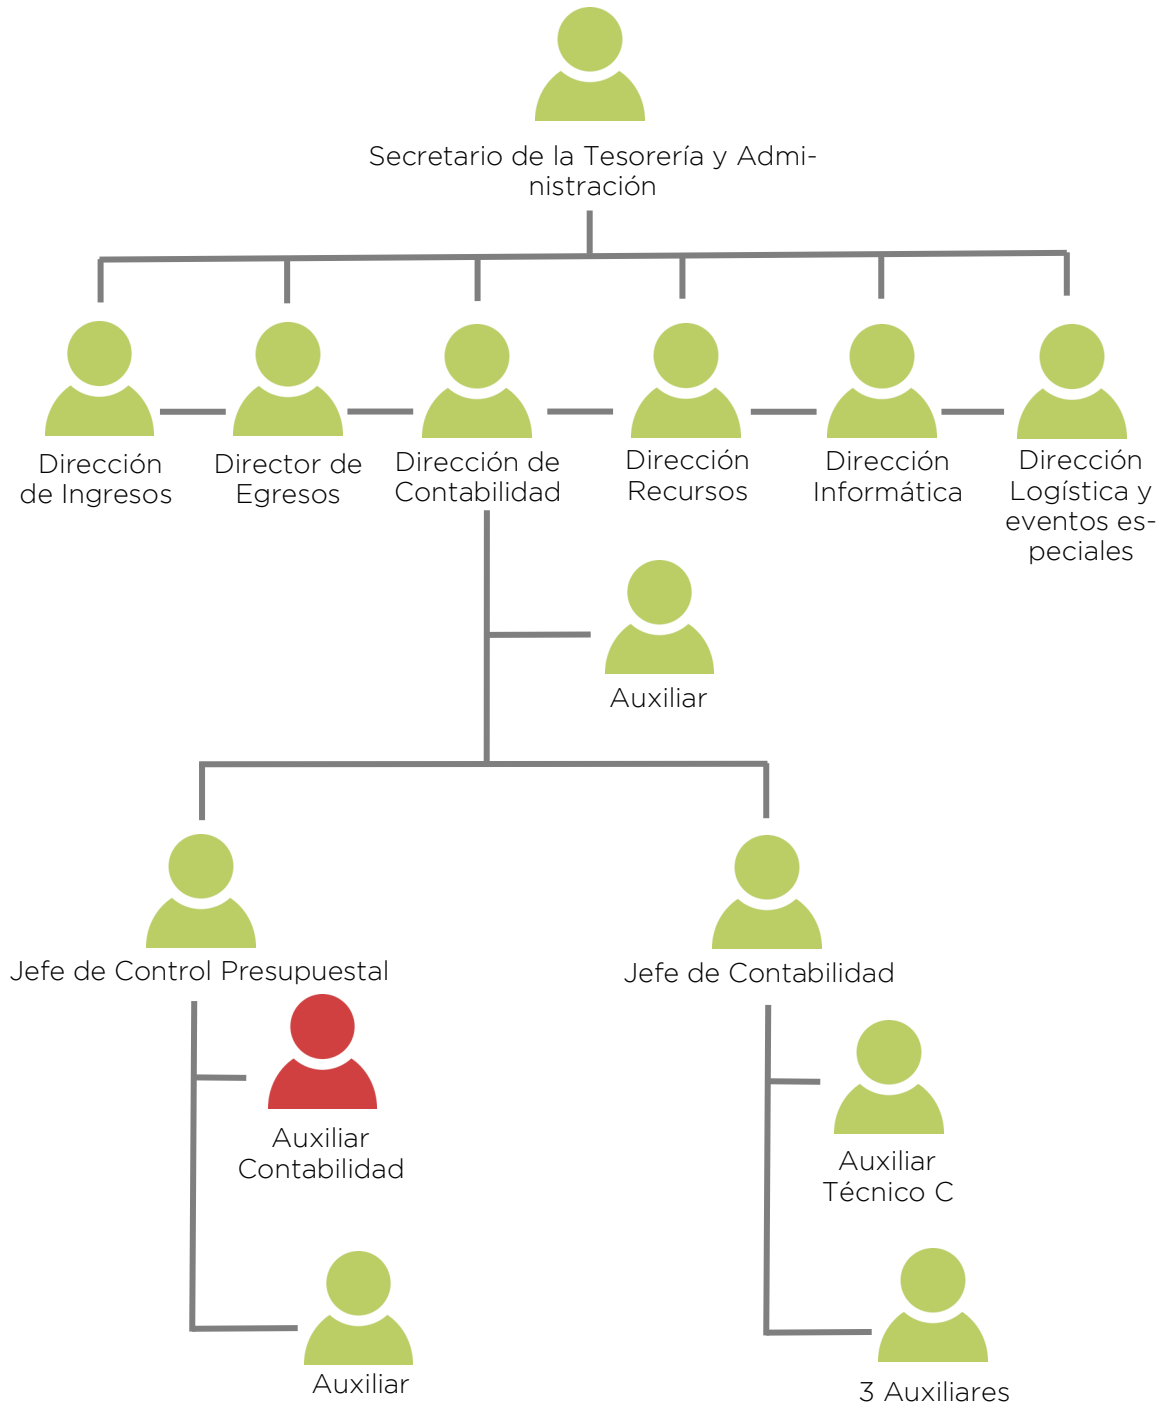 Secretario de la Tesorería y Admi-
nistración
Dirección
de Ingresos
Director de
Egresos
Dirección de
Contabilidad
Dirección
Recursos
Dirección
Informática
Dirección
Logística y
eventos es-
peciales
Auxiliar
Jefe de Control Presupuestal
Jefe de Contabilidad
Auxiliar
Contabilidad
Auxiliar
Técnico C
Auxiliar
3 Auxiliares